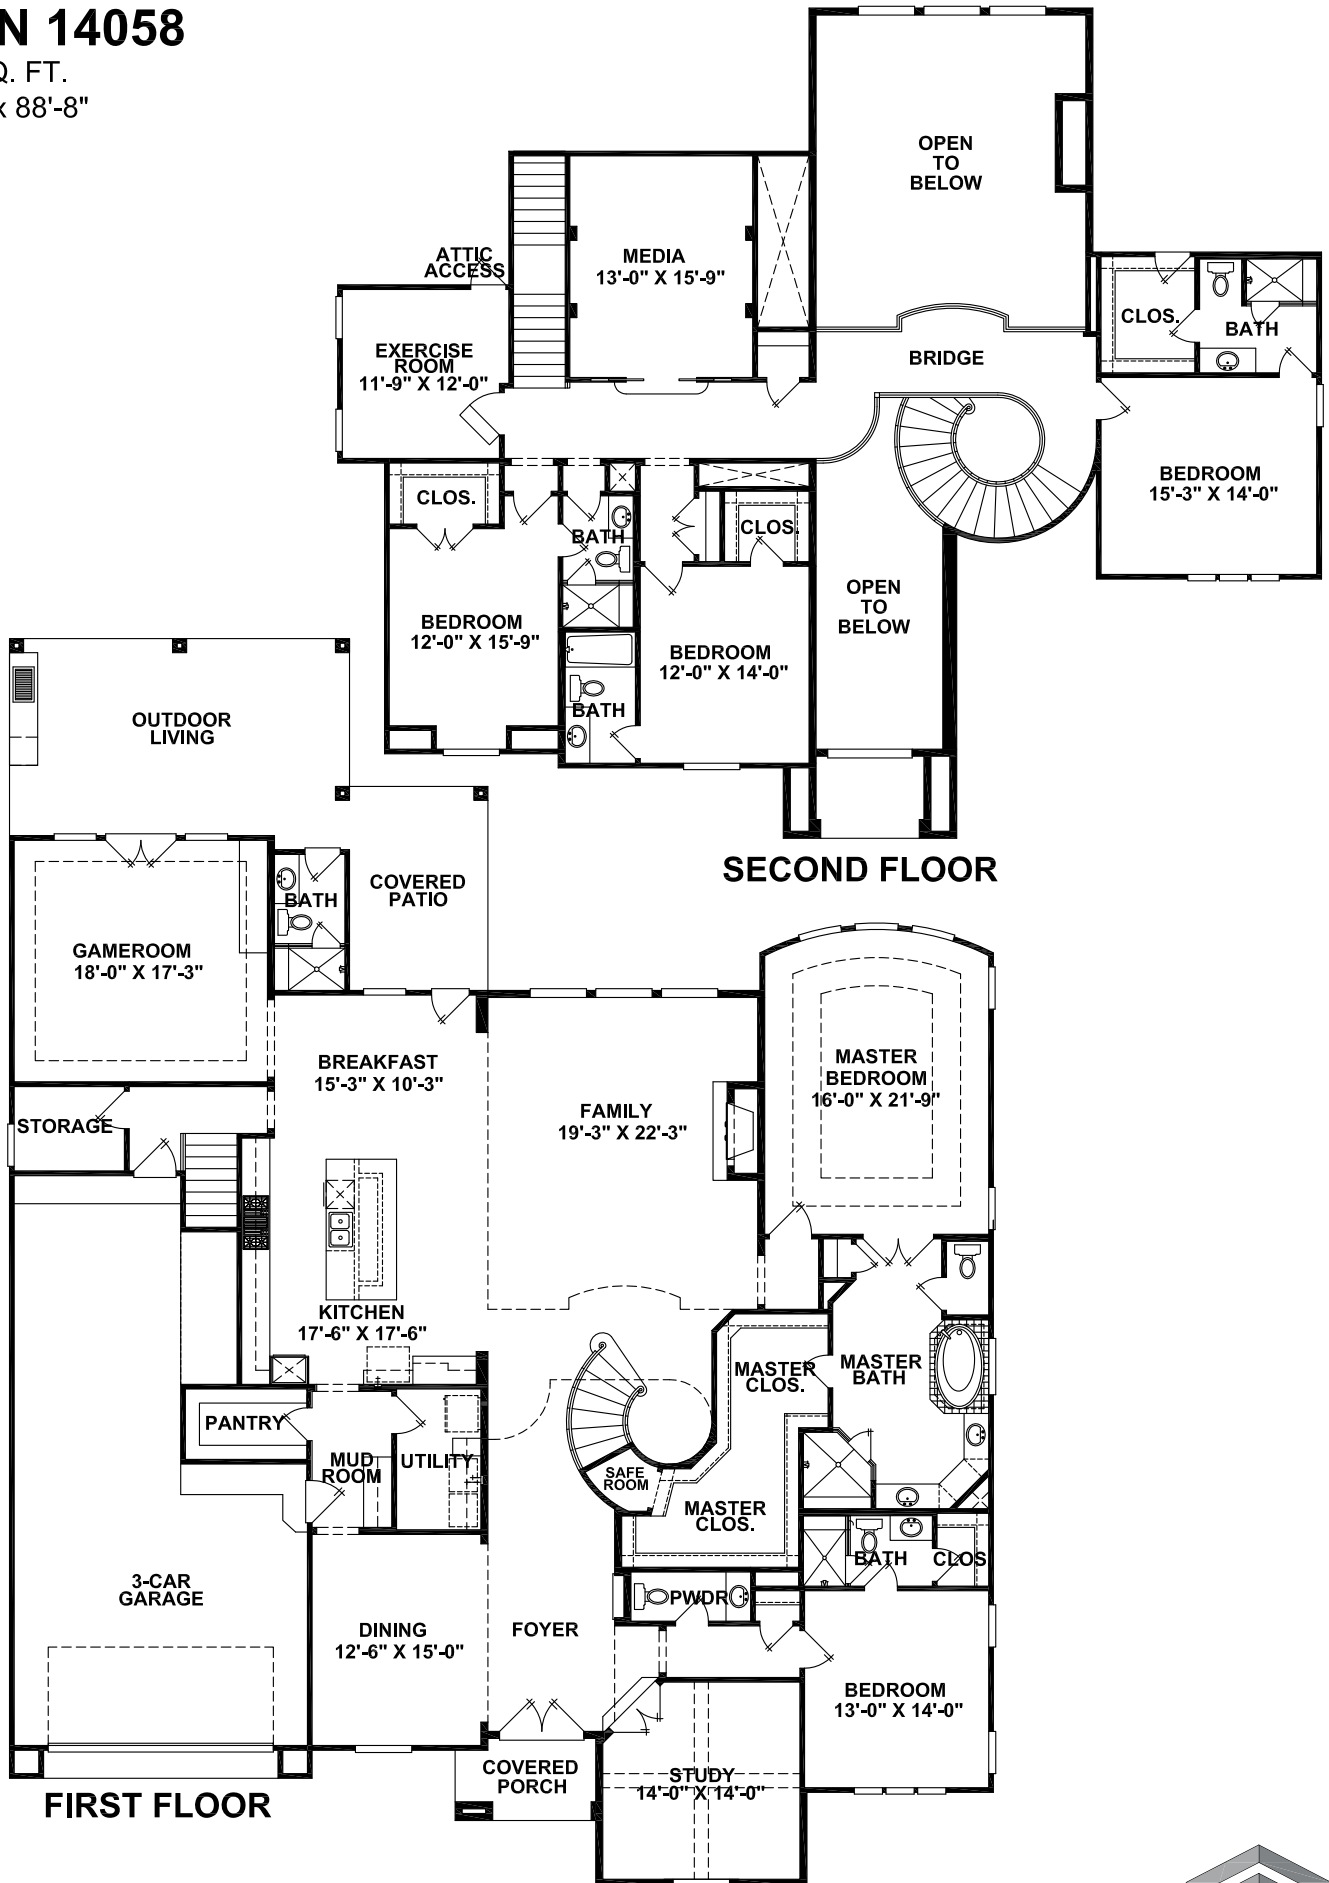 N 14058
Q. FT.
x 88'-8"
OPEN
TO
BELOW
ATTIC
ACCESS
MEDIA
13'-0" X 15'-9"
EXERCISE
ROOM
11'-9" X 12'-0"
BRIDGE
CLOS.
BATH
BEDROOM
15'-3" X 14'-0"
CLOS.
BATH
CLOS.
BEDROOM
12'-0" X 15'-9"
BEDROOM
12'-0" X 14'-0"
BATH
OPEN
TO
BELOW
SECOND FLOOR
OUTDOOR
LIVING
COVERED
PATIO
BATH
GAMEROOM
18'-0" X 17'-3"
BREAKFAST
15'-3" X 10'-3"
FAMILY
19'-3" X 22'-3"
MASTER
BEDROOM
16'-0" X 21'-9"
STORAGE
KITCHEN
17'-6" X 17'-6"
MASTER
CLOS.
MASTER
BATH
PANTRY
MUD
ROOM
UTILITY
SAFE
ROOM
MASTER
CLOS.
BATH
CLOS
3-CAR
GARAGE
DINING
12'-6" X 15'-0"
FOYER
PWDR
BEDROOM
13'-0" X 14'-0"
COVERED
PORCH
STUDY
14'-0" X 14'-0"
FIRST FLOOR